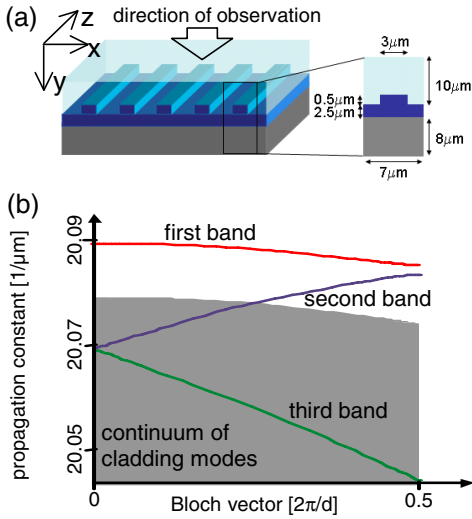 (a)
direction of observation
z
x
y
3μm
0.5μm
2.5μm
10μm
8μm
7μm
(b)
propagation constant [1/μm]
20,09
20,07
20,05
first band
second band
third band
continuum of
cladding modes
0
0.5
Bloch vector [2π/d]